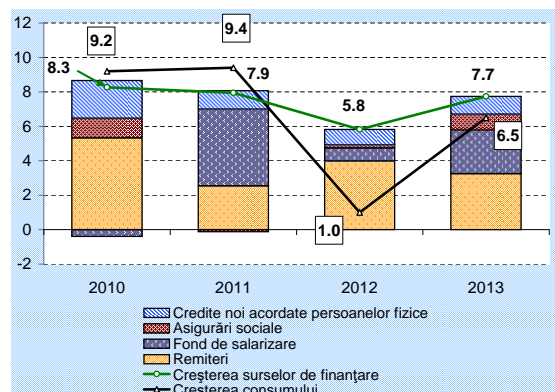 12
10
8
6
4
2
0
-2
9.2
9.4
8.3
7.9
5.8
7.7
6.5
1.0
2010 2011 2012 2013
Credite noi acordate persoanelor fizice
Asigurări sociale
Fond de salarizare
Remiteri
Creşterea surselor de finanţare
Creşterea consumului